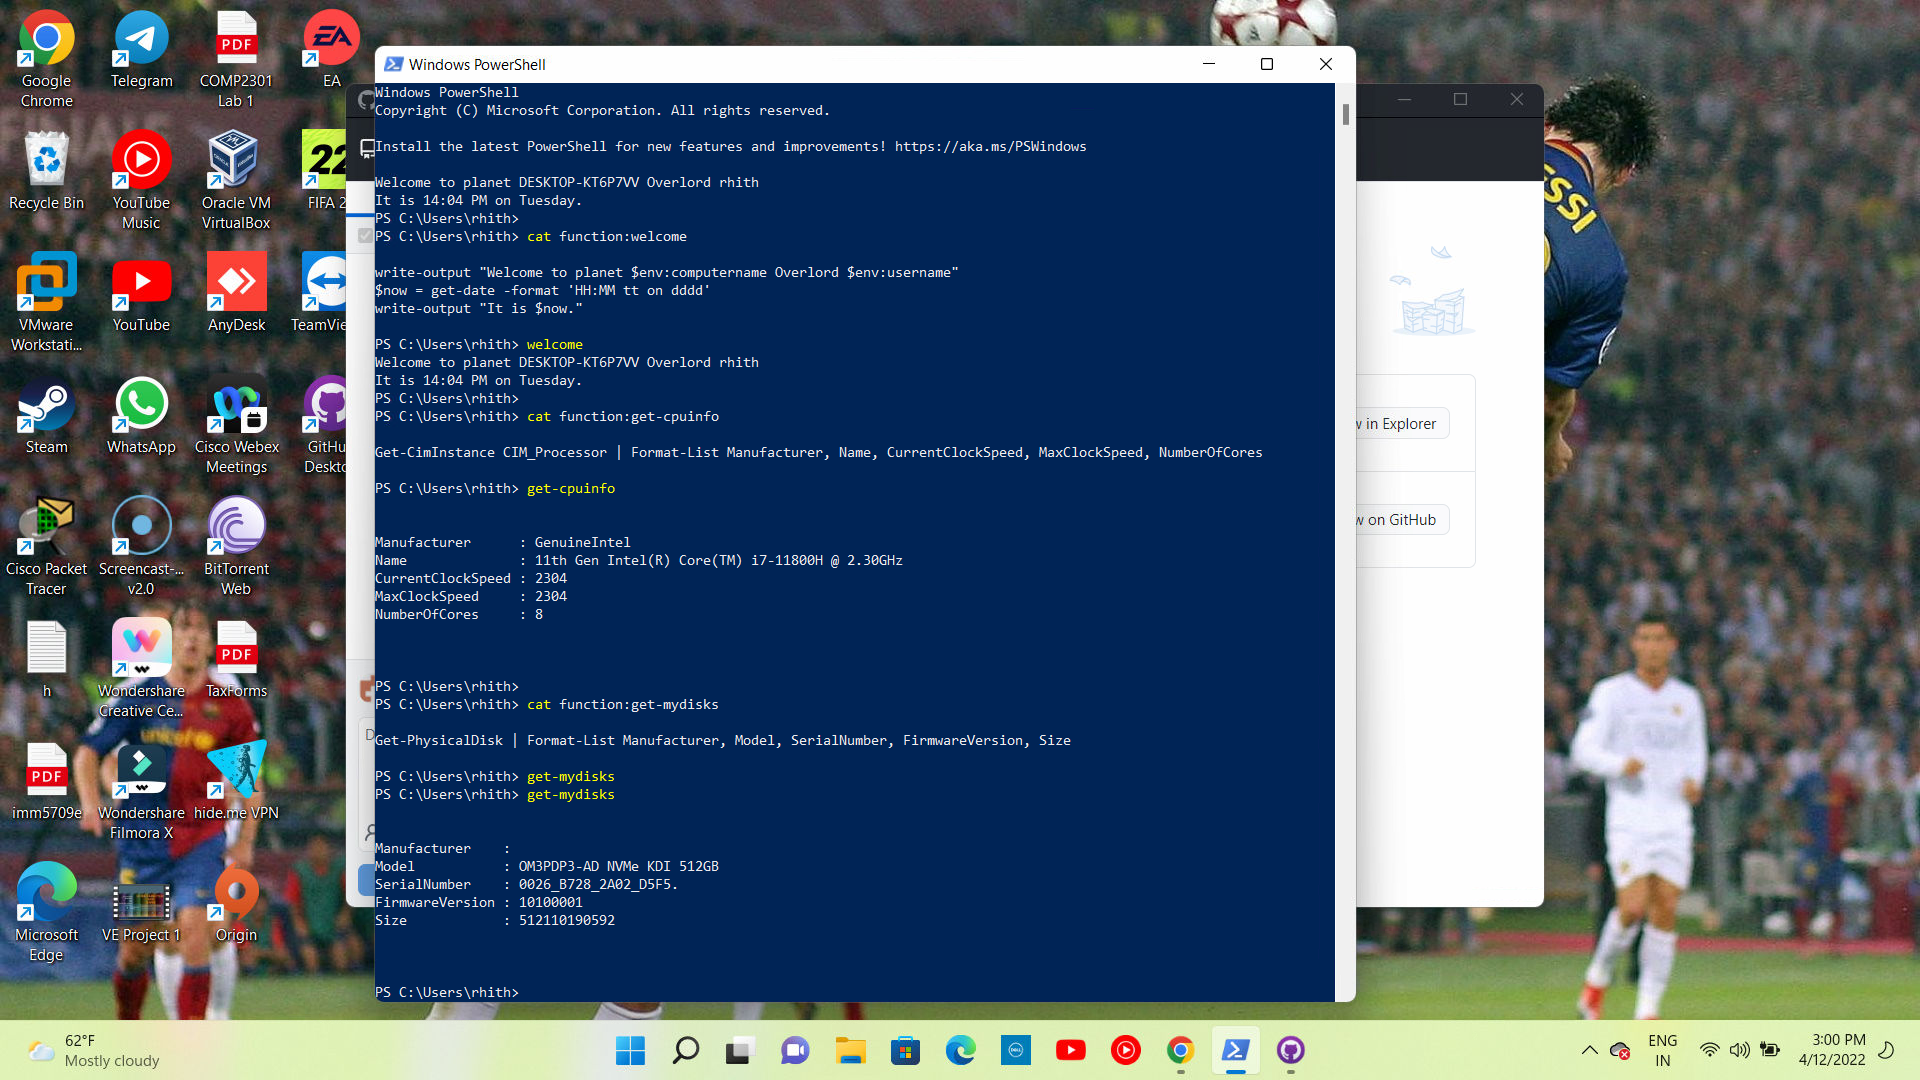 Google
Chrome
Telegram
COMP2301
Lab 1
EA
Recycle Bin
YouTube
Music
Oracle VM
VirtualBox
FIFA 2
VMware
Workstati...
YouTube
AnyDesk
TeamVie
Steam
WhatsApp
Cisco Webex
Meetings
GitHu
Deskto
Cisco Packet
Tracer
Screencast-...
v2.0
BitTorrent
Web
h
Wondershare
Creative Ce...
TaxForms
imm5709e
Wondershare
Filmora X
hide.me VPN
Microsoft
Edge
VE Project 1
Origin
PDF
EA
22
PDF
PDF
Windows PowerShell
Windows PowerShell
Copyright (C) Microsoft Corporation. All rights reserved.
Install the latest PowerShell for new features and improvements! https://aka.ms/PSWindows
Welcome to planet DESKTOP-KT6P7VV Overlord rhith
It is 14:04 PM on Tuesday.
PS C:\Users\rhith>
PS C:\Users\rhith> cat function:welcome
write-output "Welcome to planet $env:computername Overlord $env:username"
$now = get-date -format 'HH:MM tt on dddd'
write-output "It is $now."
PS C:\Users\rhith> welcome
Welcome to planet DESKTOP-KT6P7VV Overlord rhith
It is 14:04 PM on Tuesday.
PS C:\Users\rhith>
PS C:\Users\rhith> cat function:get-cpuinfo
Get-CimInstance CIM_Processor | Format-List Manufacturer, Name, CurrentClockSpeed, MaxClockSpeed, NumberOfCores
PS C:\Users\rhith> get-cpuinfo
Manufacturer : GenuineIntel
Name : 11th Gen Intel(R) Core(TM) i7-11800H @ 2.30GHz
CurrentClockSpeed : 2304
MaxClockSpeed : 2304
NumberOfCores : 8
PS C:\Users\rhith>
PS C:\Users\rhith> cat function:get-mydisks
Get-PhysicalDisk | Format-List Manufacturer, Model, SerialNumber, FirmwareVersion, Size
PS C:\Users\rhith> get-mydisks
PS C:\Users\rhith> get-mydisks
Manufacturer :
Model : OM3PDP3-AD NVMe KDI 512GB
SerialNumber : 0026_B728_2A02_D5F5.
FirmwareVersion : 10100001
Size : 512110190592
PS C:\Users\rhith>
D
w in Explorer
w on GitHub
SSI
unicef
62°F
Mostly cloudy
DELL
ENG
IN
3:00 PM
4/12/2022